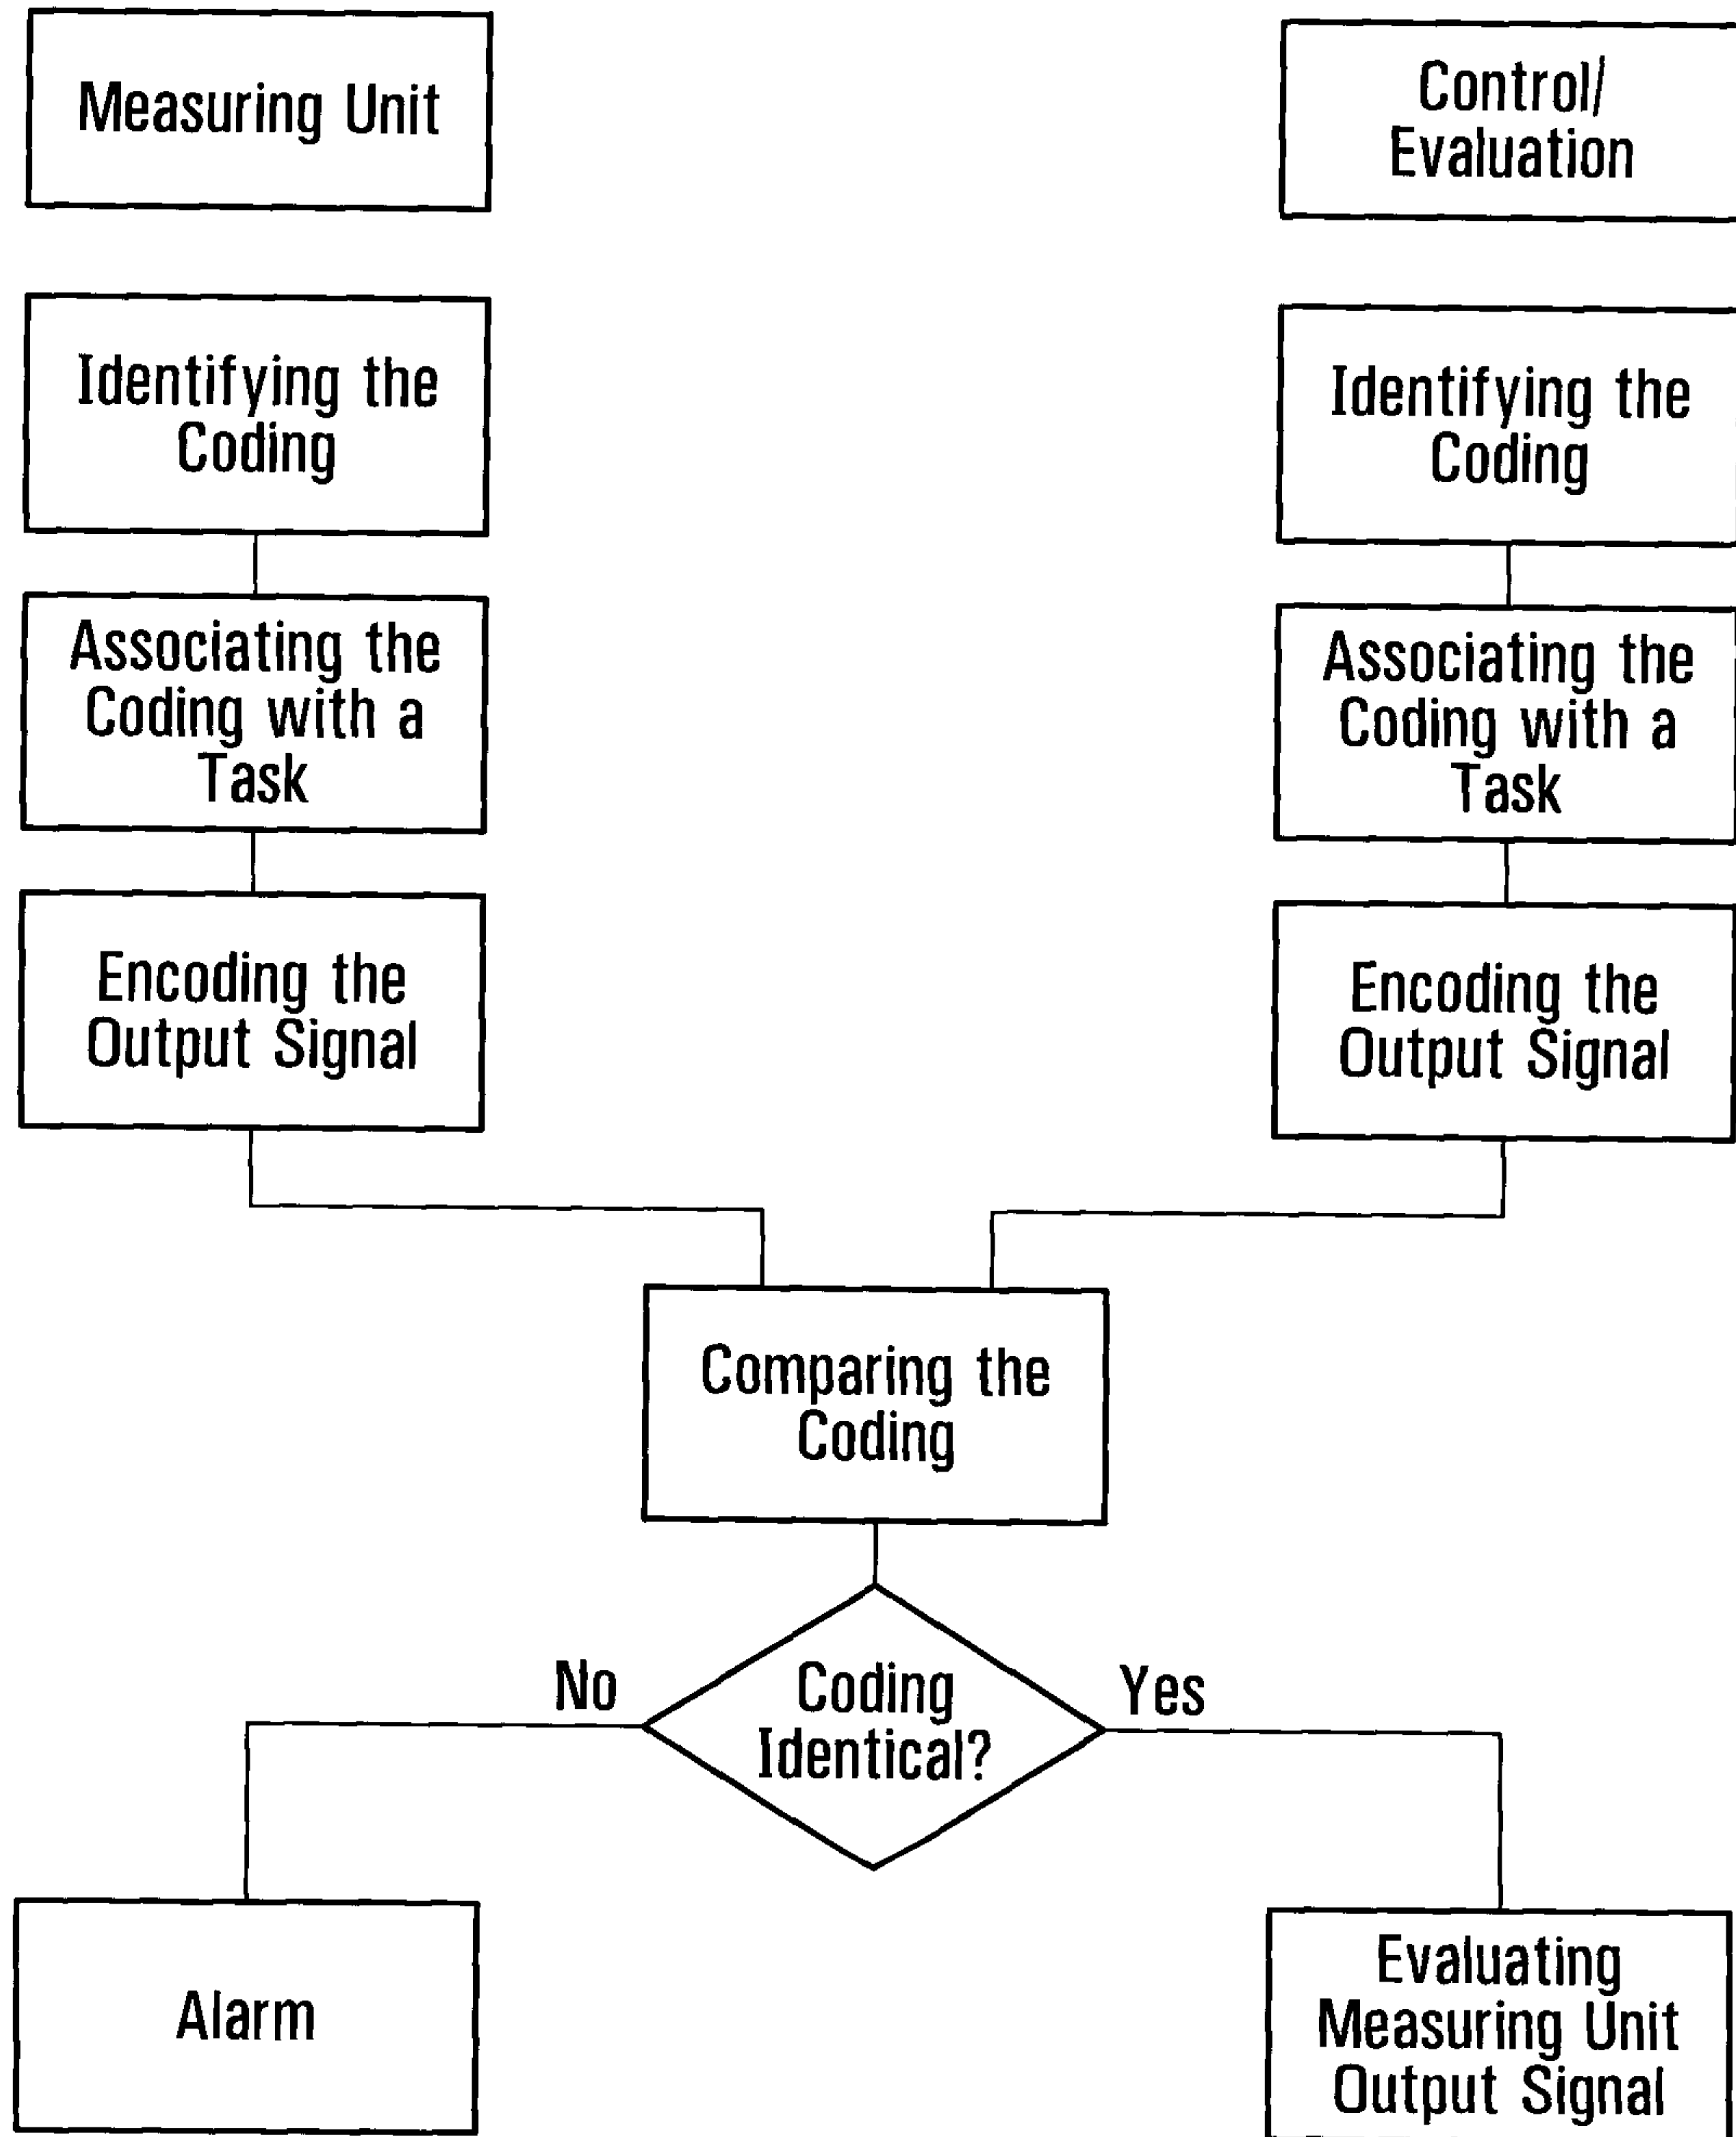 Measuring Unit
Control/
Evaluation
Identifying the
Coding
Identifying the
Coding
Associating the
Coding with a
Task
Associating the
Coding with a
Task
Encoding the
Output Signal
Encoding the
Output Signal
Comparing the
Coding
No
Coding
Identical?
Yes
Alarm
Evaluating
Measuring Unit
Output Signal